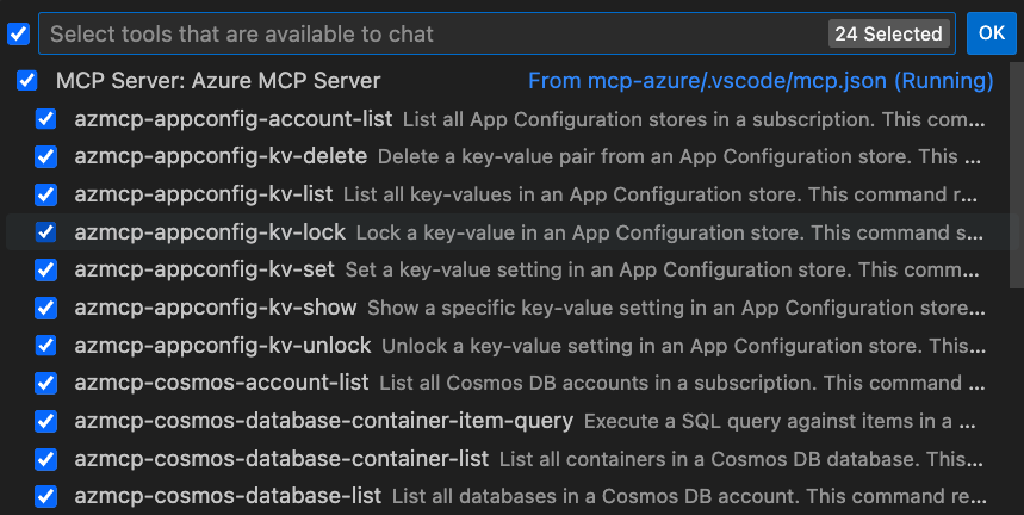 Select tools that are available to chat 24 Selected OK
MCP Server: Azure MCP Server From mcp-azure/.vscode/mcp.json (Running)
azmcp-appconfig-account-list List all App Configuration stores in a subscription. This com...
azmcp-appconfig-kv-delete Delete a key-value pair from an App Configuration store. This ...
azmcp-appconfig-kv-list List all key-values in an App Configuration store. This command r...
azmcp-appconfig-kv-lock Lock a key-value in an App Configuration store. This command s...
azmcp-appconfig-kv-set Set a key-value setting in an App Configuration store. This comm...
azmcp-appconfig-kv-show Show a specific key-value setting in an App Configuration store...
azmcp-appconfig-kv-unlock Unlock a key-value setting in an App Configuration store. This...
azmcp-cosmos-account-list List all Cosmos DB accounts in a subscription. This command ...
azmcp-cosmos-database-container-item-query Execute a SQL query against items in a ...
azmcp-cosmos-database-container-list List all containers in a Cosmos DB database. This...
azmcp-cosmos-database-list List all databases in a Cosmos DB account. This command re...